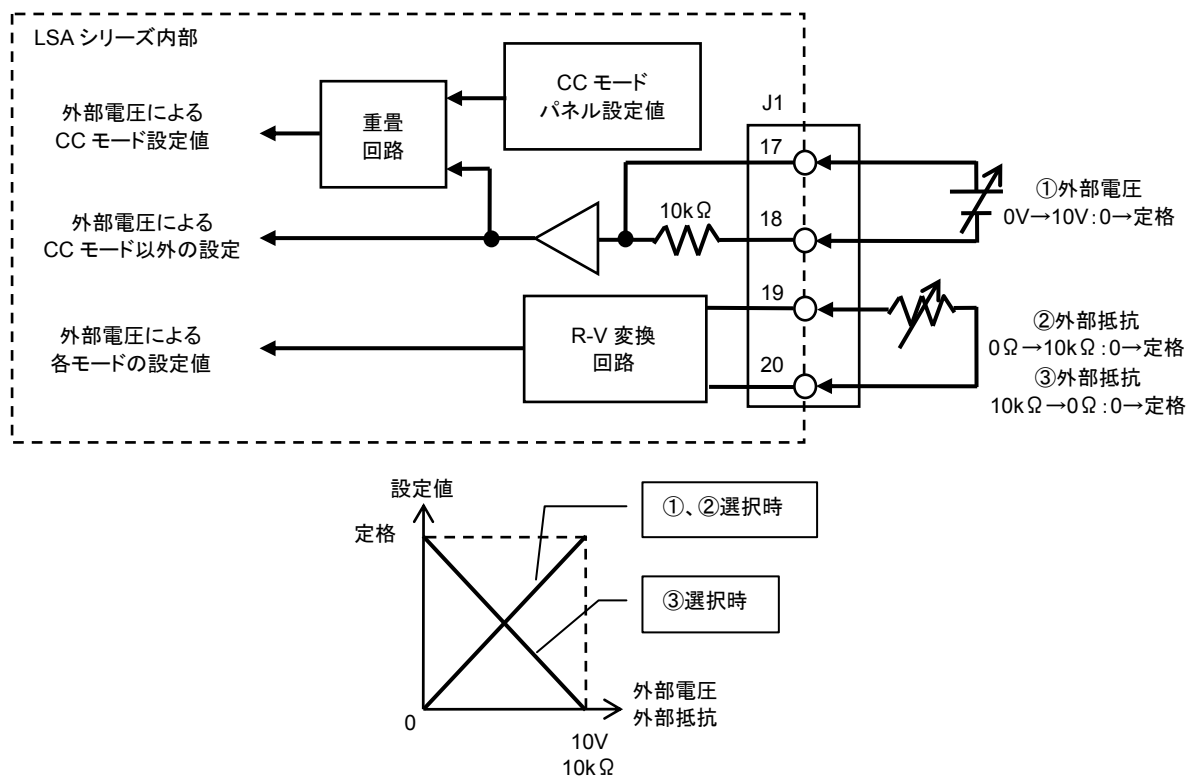 LSA シリーズ内部
CC モード
パネル設定値
J1
外部電圧による
CC モード設定値
重畳
回路
17
①外部電圧
0V→10V:0→定格
10kΩ
18
外部電圧による
CC モード以外の設定
19
R-V 変換
回路
外部電圧による
各モードの設定値
②外部抵抗
0Ω→10kΩ:0→定格
20
③外部抵抗
10kΩ→0Ω:0→定格
設定値
①、②選択時
定格
③選択時
外部電圧
外部抵抗
0
10V
10kΩ